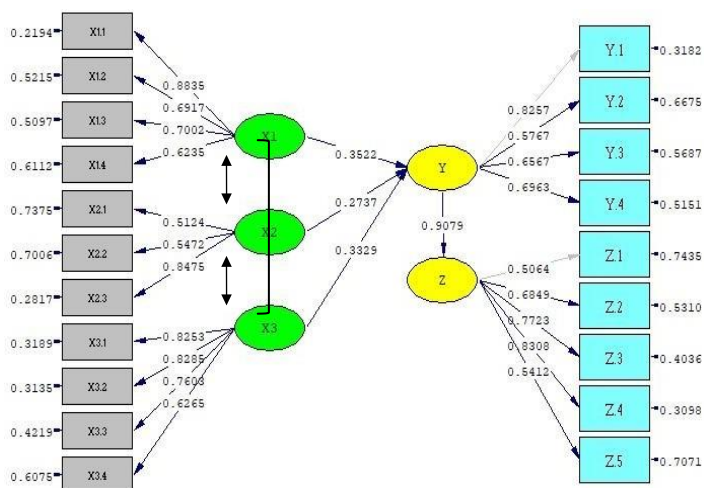 0.2194 X1.1
0.5215 X1.2
0.5097 X1.3
0.6112 X1.4
0.7375 X2.1
0.7006 X2.2
0.2817 X2.3
0.3189 X3.1
0.3135 X3.2
0.4219 X3.3
0.6075 X3.4
0.8835
0.6917
0.7002
0.6235
0.5124
0.5472
0.8475
0.8253
0.8285
0.7603
0.6265
X1
X2
X3
0.3522
0.2737
0.3329
Y
0.9079
Z
0.8257
0.5767
0.6567
0.6963
0.5064
0.6849
0.7723
0.8308
0.5412
Y.1 0.3182
Y.2 0.6675
Y.3 0.5687
Y.4 0.5151
Z.1 0.7435
Z.2 0.5310
Z.3 0.4036
Z.4 0.3098
Z.5 0.7071